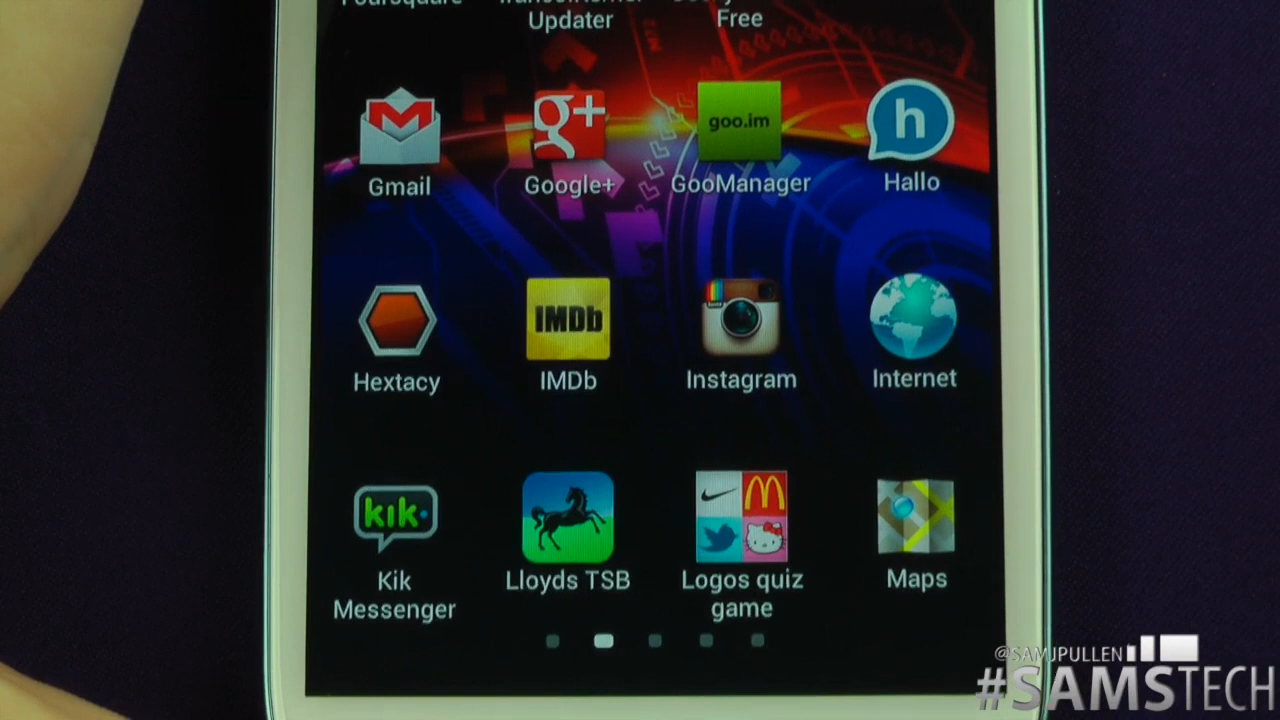 Foursquare
Updater
Free
goo.im
h
Gmail
Google+
GooManager
Hallo
g+
IMDb
Hextacy
IMDb
Instagram
Internet
kik
Kik
Messenger
Lloyds TSB
Logos quiz
game
Maps
@SAMJPULLEN
#SAMSTECH